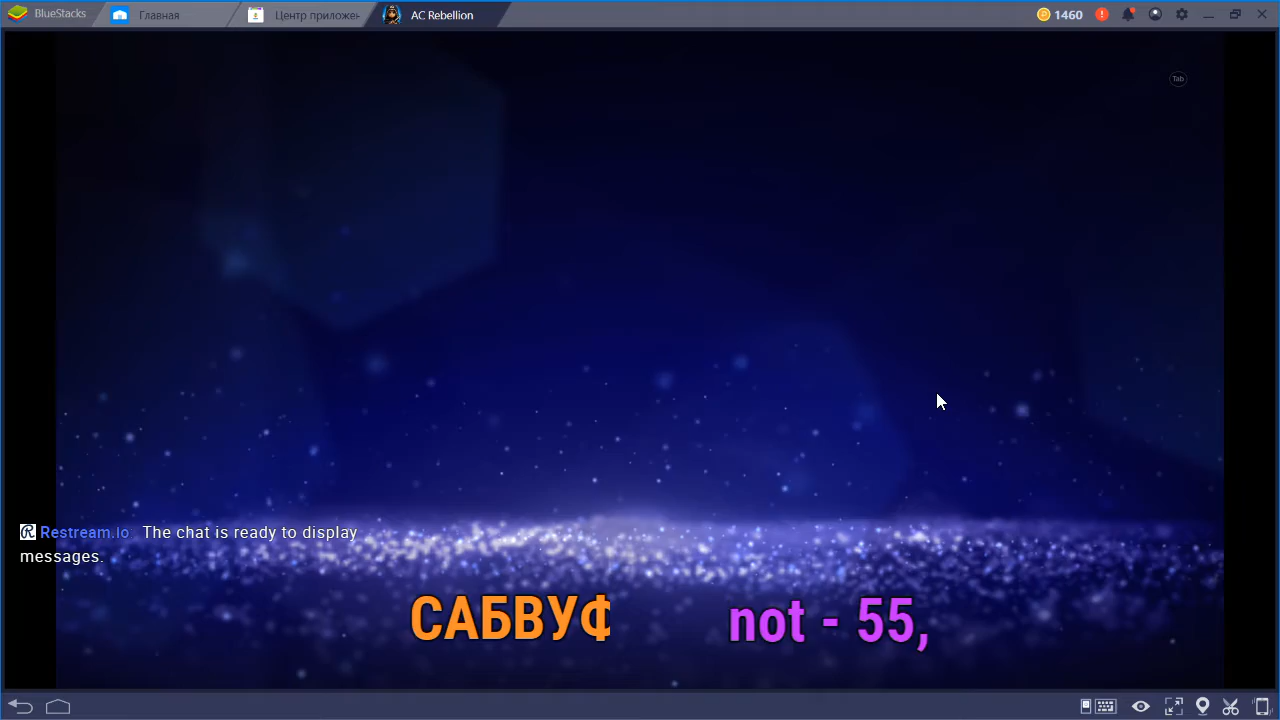 BlueStacks
Главная
Центр приложен
AC Rebellion
1460
Tab
Restream.Io The chat is ready to display
messages.
САБВУФ
not - 55,